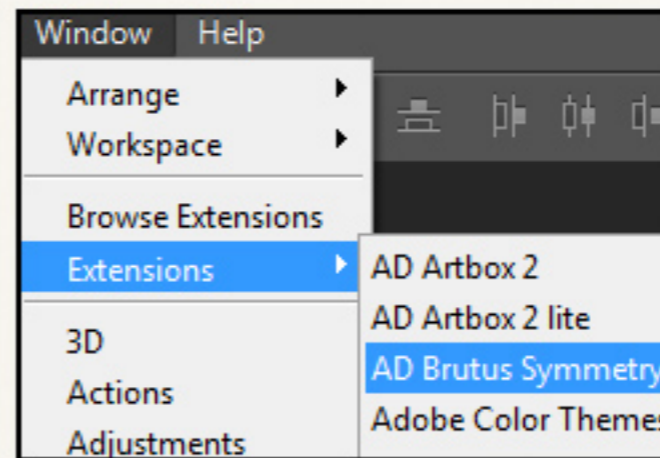 Window Help
Arrange
Workspace
Browse Extensions
Extensions
3D
Actions
Adjustments
AD Artbox 2
AD Artbox 2 lite
AD Brutus Symmetry
Adobe Color Themes